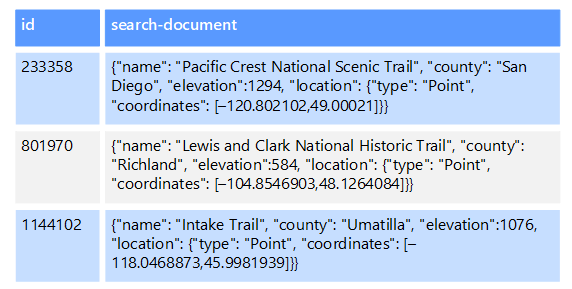 id search-document
233358 {"name": "Pacific Crest National Scenic Trail", "county": "San
Diego", "elevation":1294, "location": {"type": "Point",
"coordinates": [–120.802102,49.00021]}}
801970 {"name": "Lewis and Clark National Historic Trail", "county":
"Richland", "elevation":584, "location": {"type": "Point",
"coordinates": [–104.8546903,48.1264084]}}
1144102 {"name": "Intake Trail", "county": "Umatilla", "elevation":1076,
"location": {"type": "Point", "coordinates": [–
118.0468873,45.9981939]}}